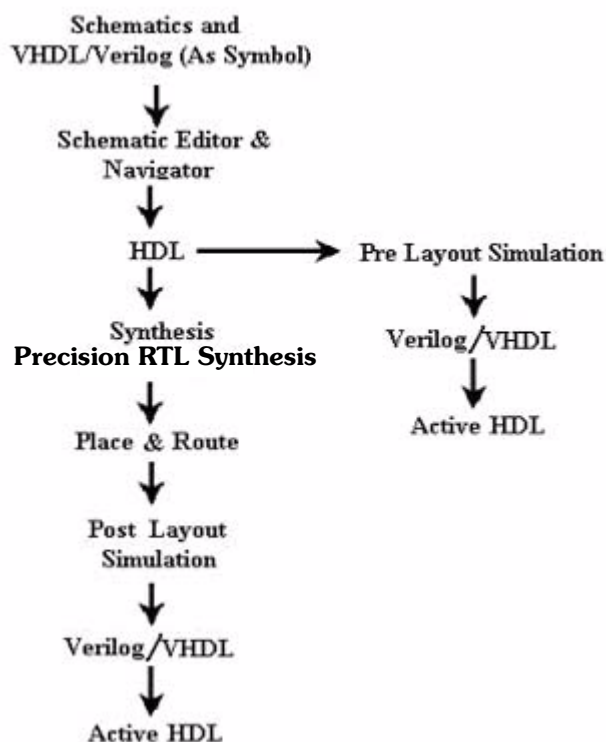 Schematics and
VHDL/Verilog (As Symbol)
Schematic Editor &
Navigator
HDL
Pre Layout Simulation
Synthesis
Precision RTL Synthesis
Verilog/VHDL
Active HDL
Place & Route
Post Layout
Simulation
Verilog/VHDL
Active HDL